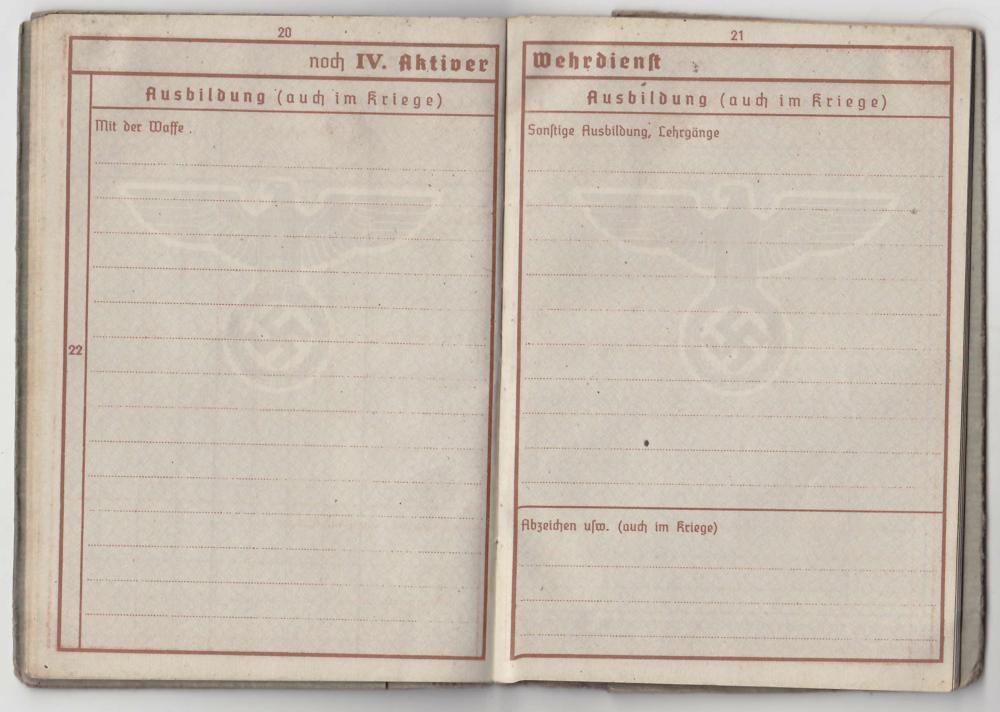 20
noch IV. Aktiver
Ausbildung (auch im Kriege)
Mit der Waffe
22
21
Wehrdienſt
Ausbildung (auch im Kriege)
Sonſtige Ausbildung, Lehrgänge
Abzeichen uſw. (auch im Kriege)